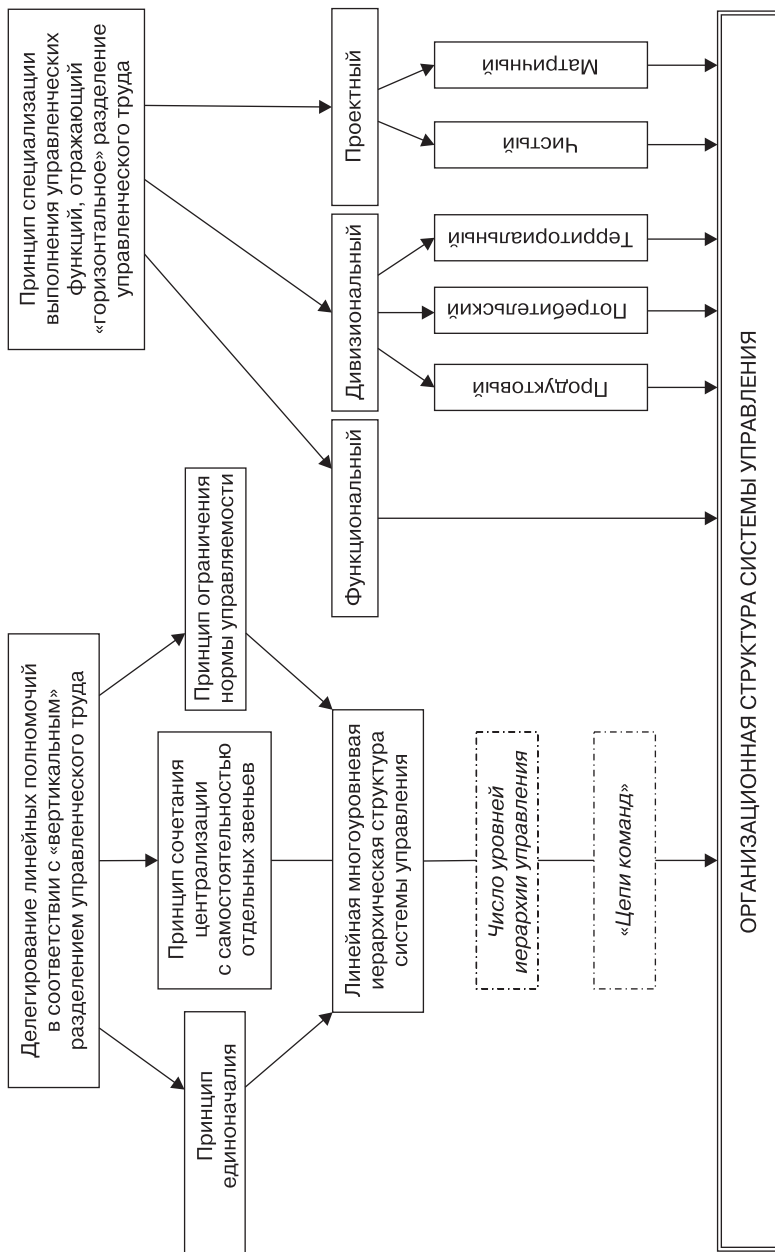 Делегирование линейных полномочий
в соответствии с «вертикальным»
разделением управленческого труда
Принцип специализации
выполнения управленческих
функций, отражающий
«горизонтальное» разделение
управленческого труда
Принцип
единоначалия
Принцип сочетания
централизации
с самостоятельностью
отдельных звеньев
Принцип ограничения
нормы управляемости
Линейная многоуровневая
иерархическая структура
системы управления
Функциональный
Дивизиональный
Проектный
Число уровней
иерархии управления
«Цепи команд»
Продуктовый
Потребительский
Территориальный
Чистый
Матричный
ОРГАНИЗАЦИОННАЯ СТРУКТУРА СИСТЕМЫ УПРАВЛЕНИЯ